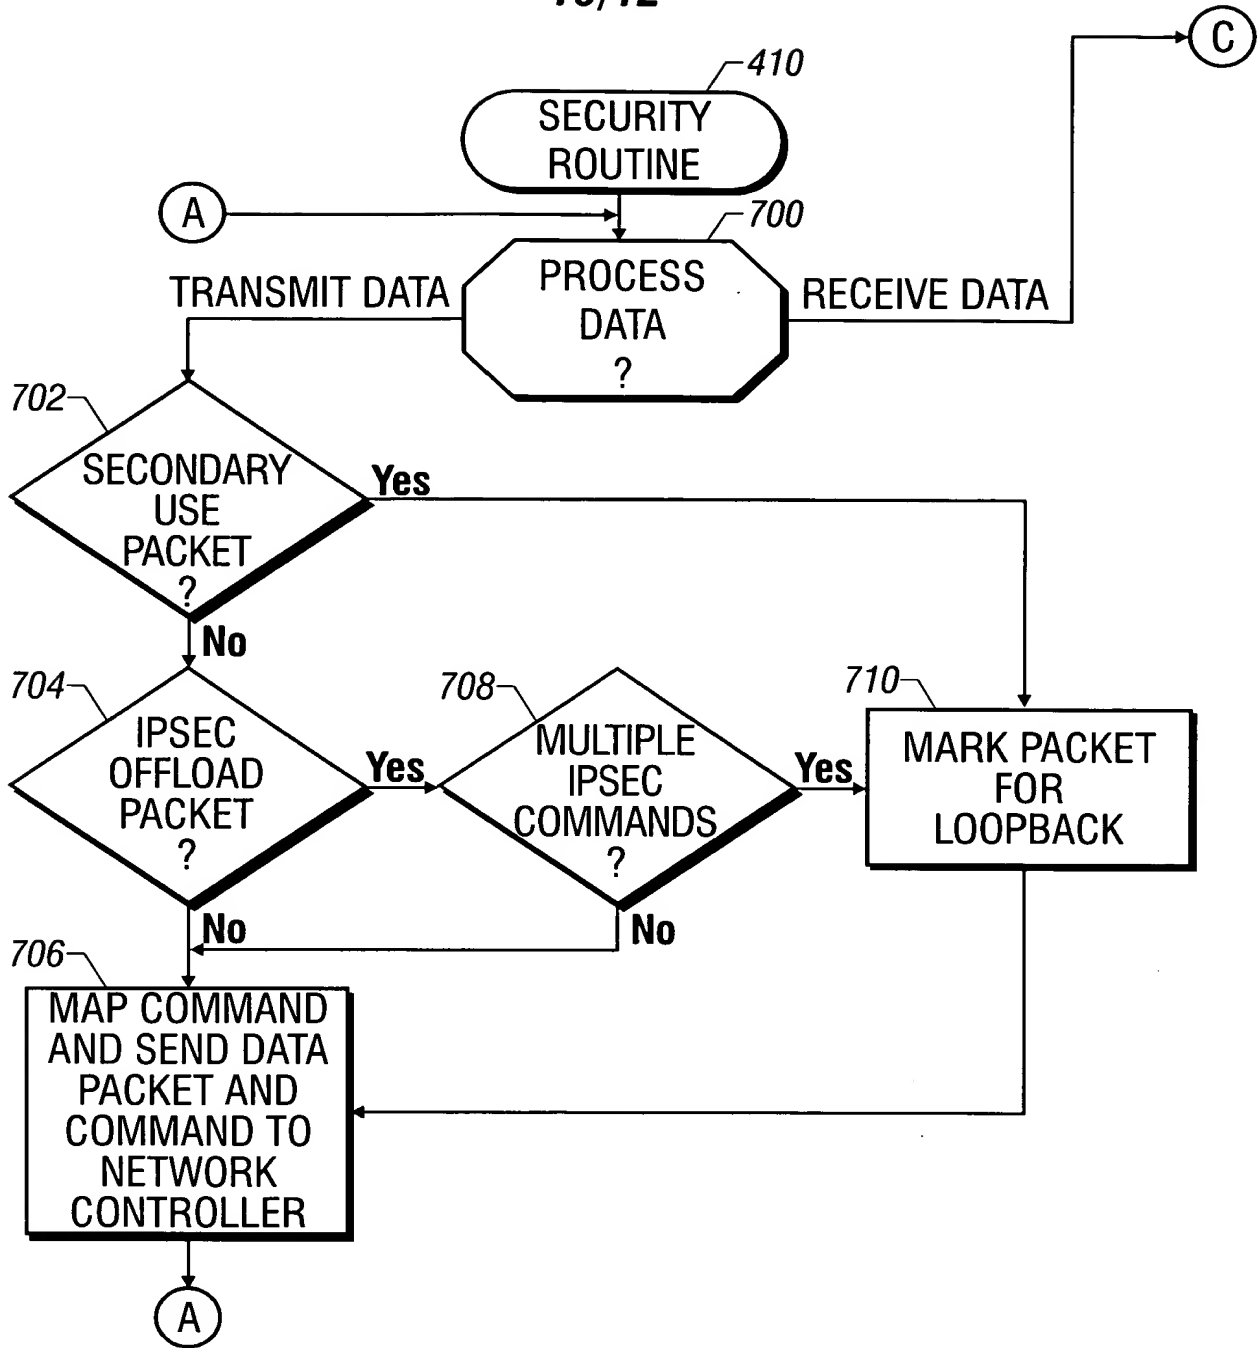 C
410
SECURITY
ROUTINE
A
700
PROCESS
DATA
?
TRANSMIT DATA
RECEIVE DATA
702
SECONDARY
USE
PACKET
?
Yes
No
704
IPSEC
OFFLOAD
PACKET
?
Yes
No
708
MULTIPLE
IPSEC
COMMANDS
?
Yes
No
710
MARK PACKET
FOR
LOOPBACK
706
MAP COMMAND
AND SEND DATA
PACKET AND
COMMAND TO
NETWORK
CONTROLLER
A